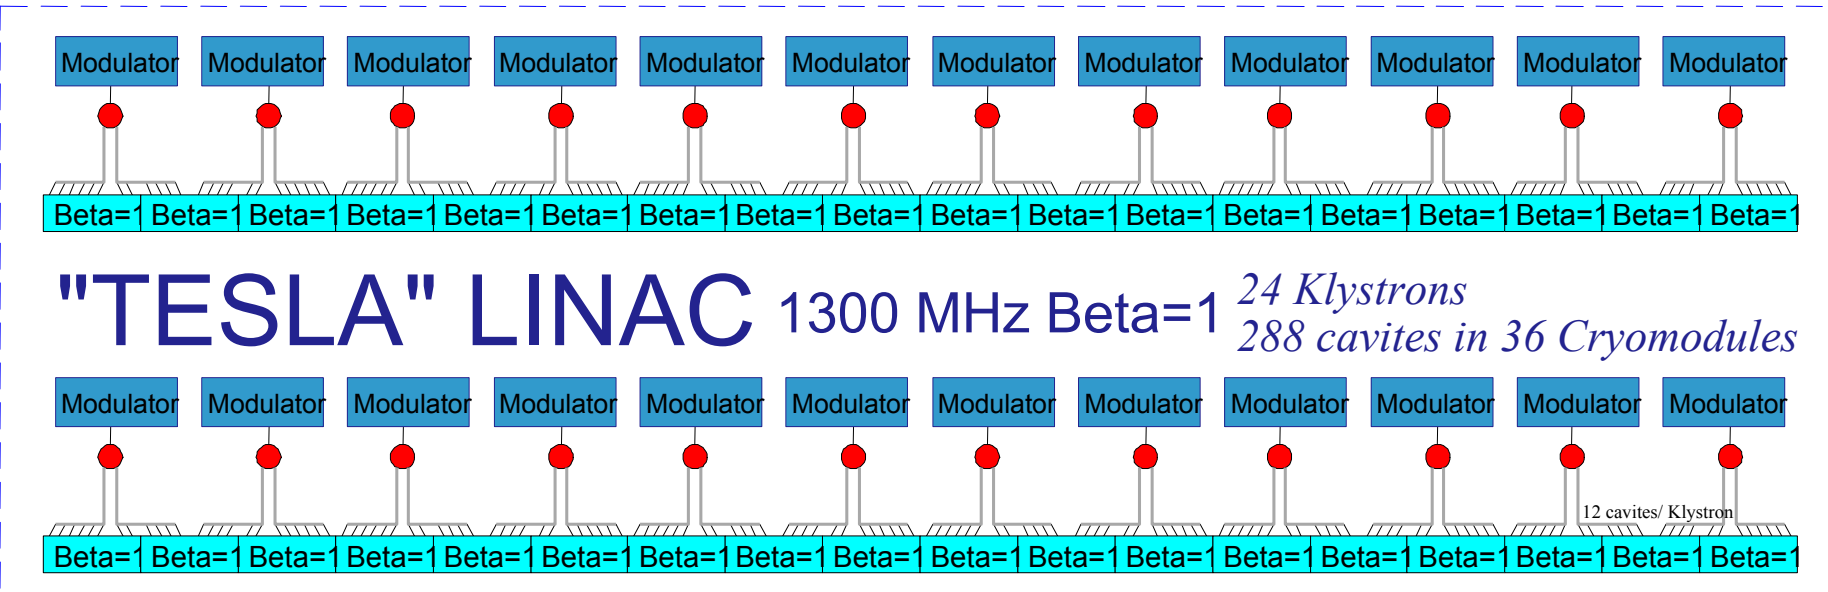 Modulator Modulator Modulator Modulator Modulator Modulator Modulator Modulator Modulator Modulator Modulator Modulator
Beta=1 Beta=1 Beta=1 Beta=1 Beta=1 Beta=1 Beta=1 Beta=1 Beta=1 Beta=1 Beta=1 Beta=1 Beta=1 Beta=1 Beta=1 Beta=1 Beta=1 Beta=1
"TESLA" LINAC 1300 MHz Beta=1
24 Klystrons
288 cavites in 36 Cryomodules
Modulator Modulator Modulator Modulator Modulator Modulator Modulator Modulator Modulator Modulator Modulator Modulator
12 cavites/ Klystron
Beta=1 Beta=1 Beta=1 Beta=1 Beta=1 Beta=1 Beta=1 Beta=1 Beta=1 Beta=1 Beta=1 Beta=1 Beta=1 Beta=1 Beta=1 Beta=1 Beta=1 Beta=1